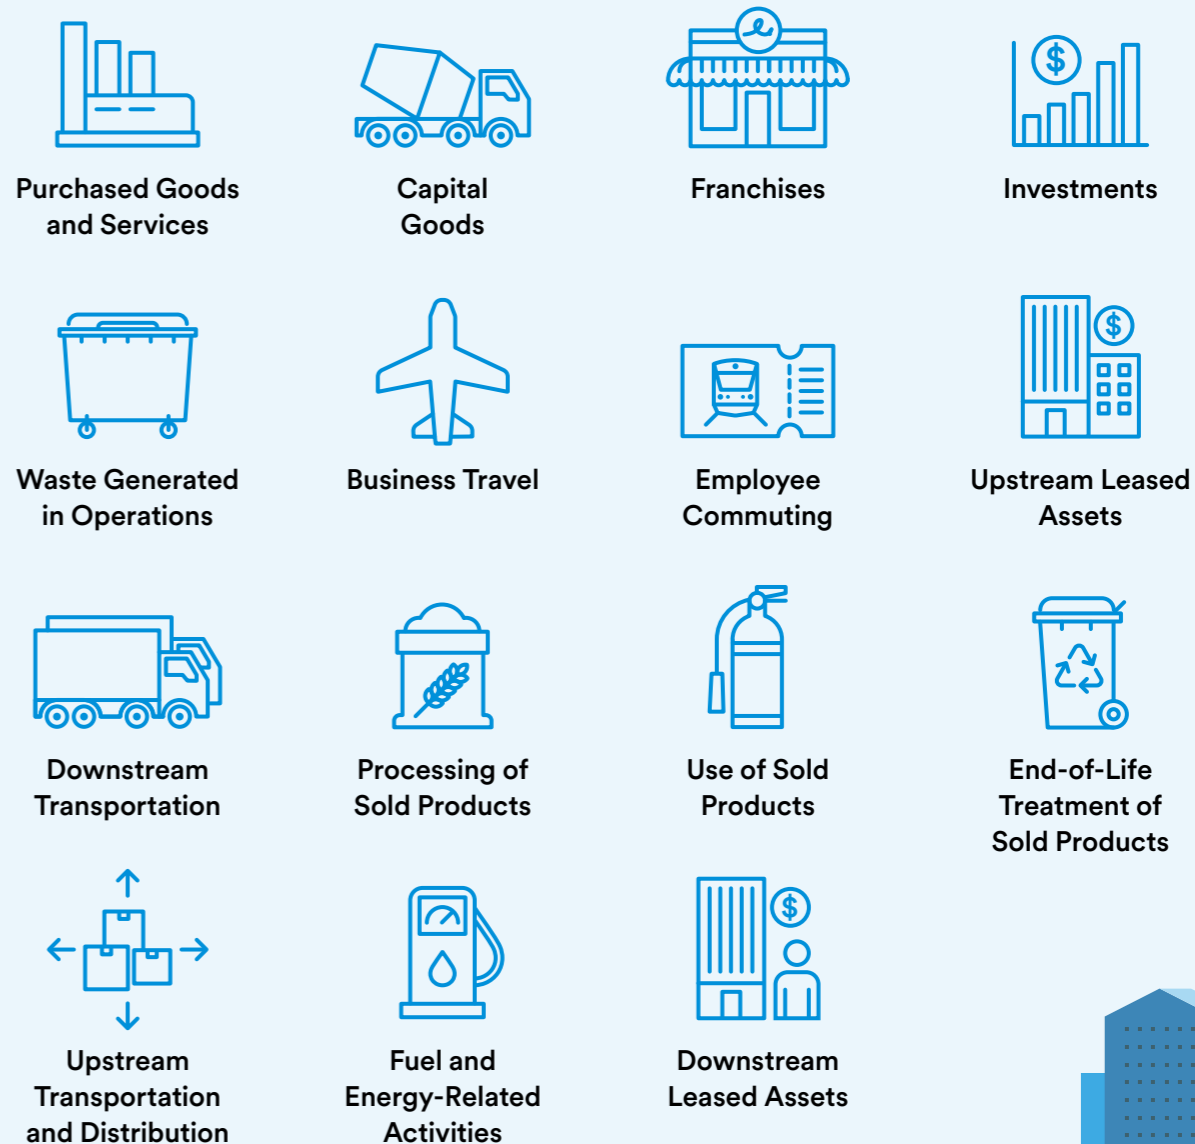 Purchased Goods
and Services
Capital
Goods
Franchises
Investments
Waste Generated
in Operations
Business Travel
Employee
Commuting
Upstream Leased
Assets
Downstream
Transportation
Processing of
Sold Products
Use of Sold
Products
End-of-Life
Treatment of
Sold Products
Upstream
Transportation
and Distribution
Fuel and
Energy-Related
Activities
Downstream
Leased Assets